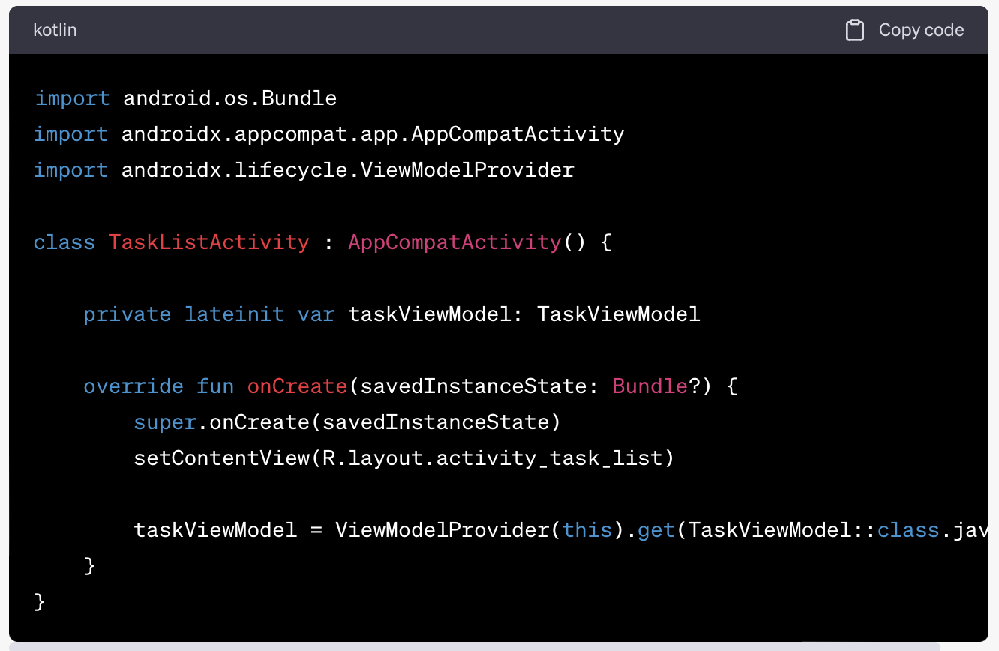 kotlin
Copy code
import android.os.Bundle
import androidx.appcompat.app.AppCompatActivity
import androidx.lifecycle.ViewModelProvider
class TaskListActivity : AppCompatActivity() {
private lateinit var taskViewModel: TaskViewModel
override fun onCreate(savedInstanceState: Bundle?) {
super.onCreate(savedInstanceState)
setContentView(R.layout.activity_task_list)
taskViewModel = ViewModelProvider(this).get(TaskViewModel::class.jav
}
}